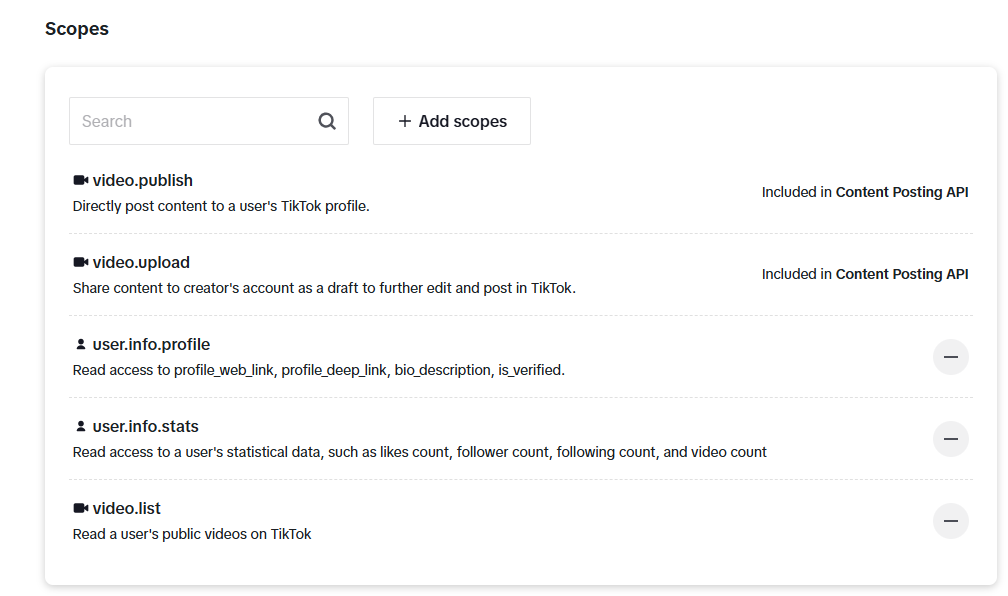 Scopes
Search
+ Add scopes
video.publish
Directly post content to a user's TikTok profile.
Included in Content Posting API
video.upload
Share content to creator's account as a draft to further edit and post in TikTok.
Included in Content Posting API
user.info.profile
Read access to profile_web_link, profile_deep_link, bio_description, is_verified.
user.info.stats
Read access to a user's statistical data, such as likes count, follower count, following count, and video count
video.list
Read a user's public videos on TikTok